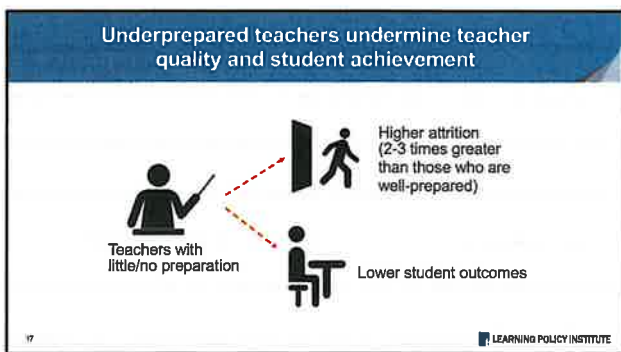 Underprepared teachers undermine teacher
quality and student achievement
Higher attrition
(2-3 times greater
than those who are
well-prepared)
Teachers with
little/no preparation
Lower student outcomes
17
LEARNING POLICY INSTITUTE